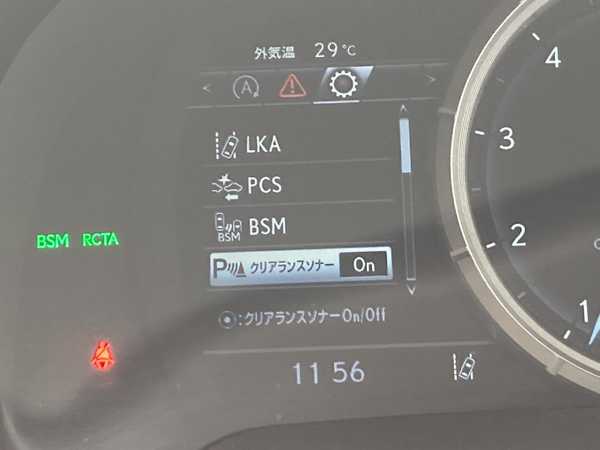 外気温 29℃
< A >
LKA
PCS
BSM BSM
BSM RCTA
P クリアランスソナー On
:クリアランスソナーOn/Off
11 56
4
3
2
1